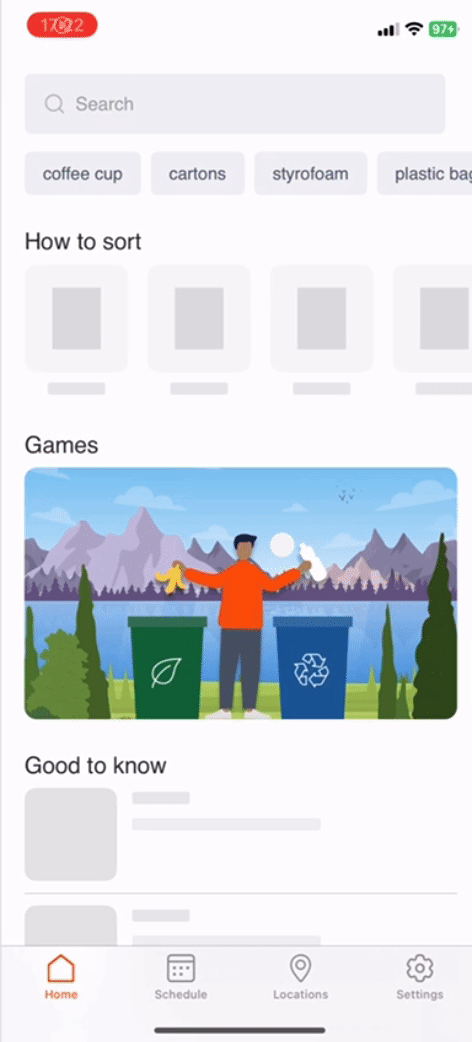 17:22
97
Search
coffee cup
cartons
styrofoam
plastic bag
How to sort
Games
Good to know
Home
Schedule
Locations
Settings